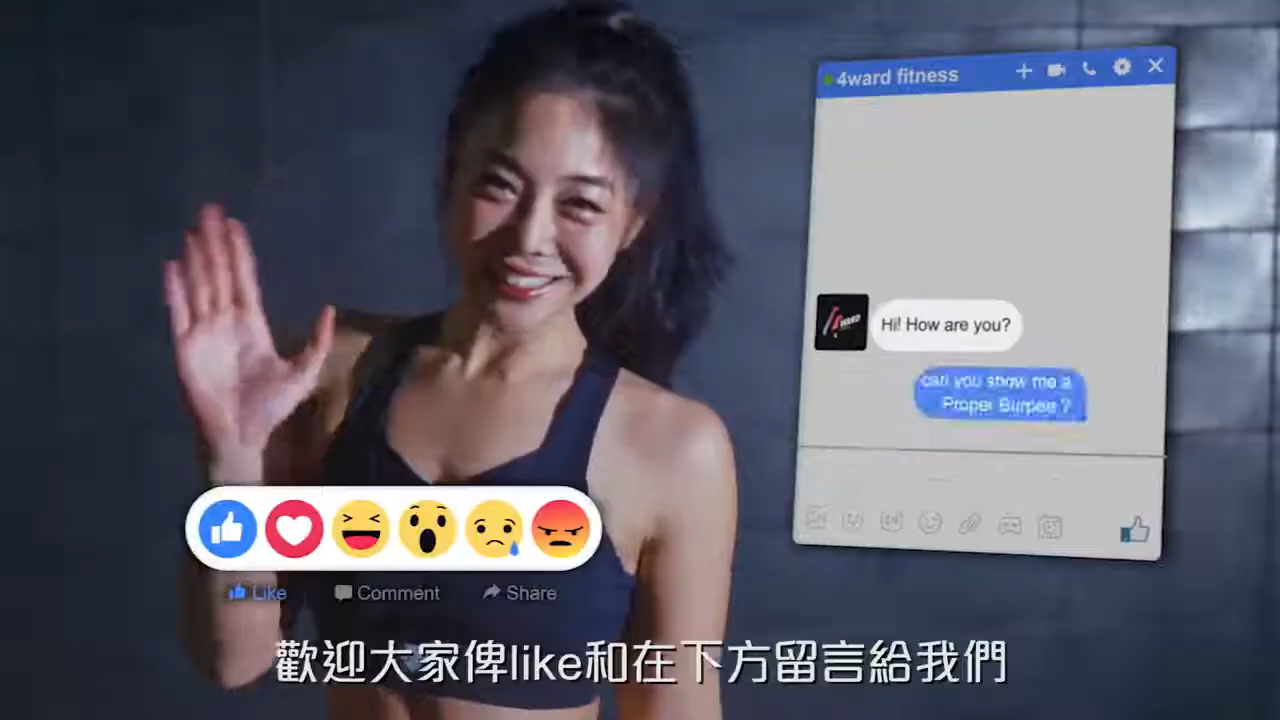 4ward fitness
Hi! How are you?
can you show me a
Proper Burpee ?
Like Comment Share
歡迎大家俾like和在下方留言給我們